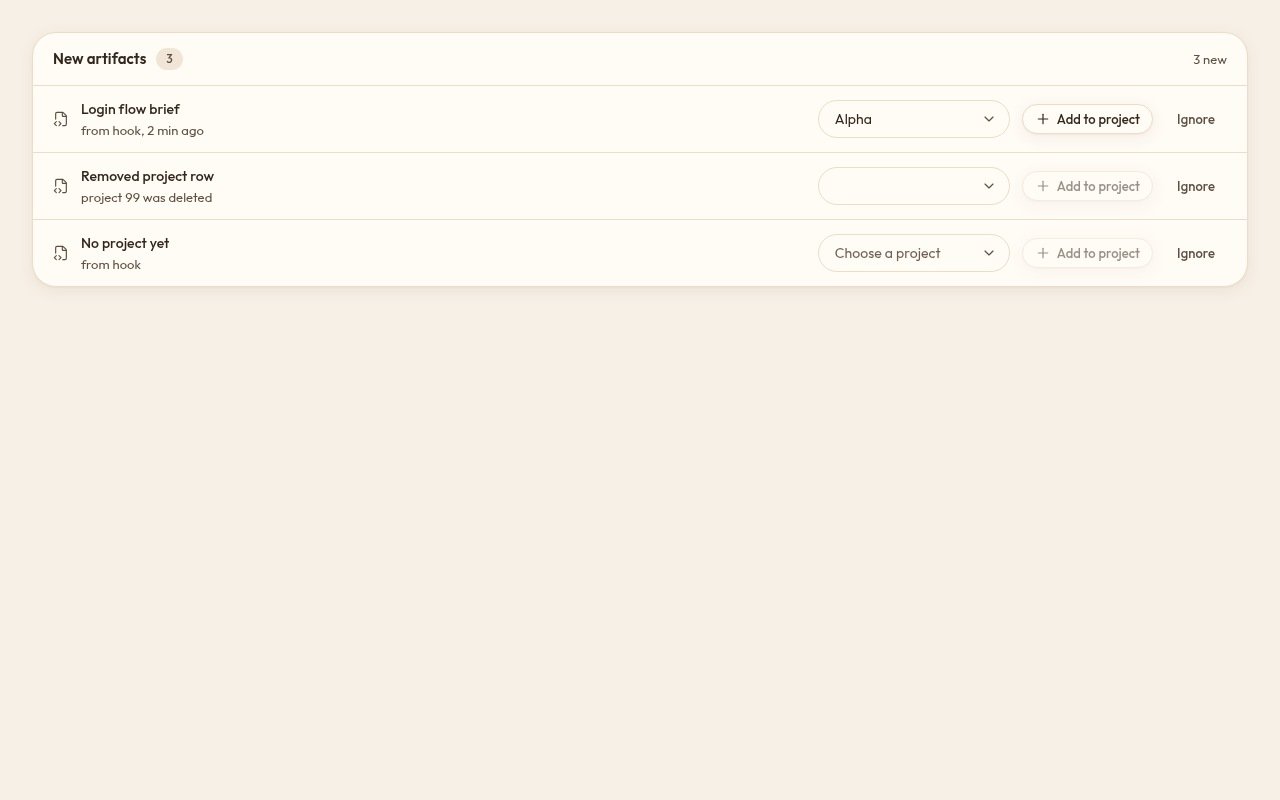 New artifacts 3 3 new
Login flow brief
from hook, 2 min ago
Alpha Add to project Ignore
Removed project row
project 99 was deleted
Add to project Ignore
No project yet
from hook
Choose a project Add to project Ignore